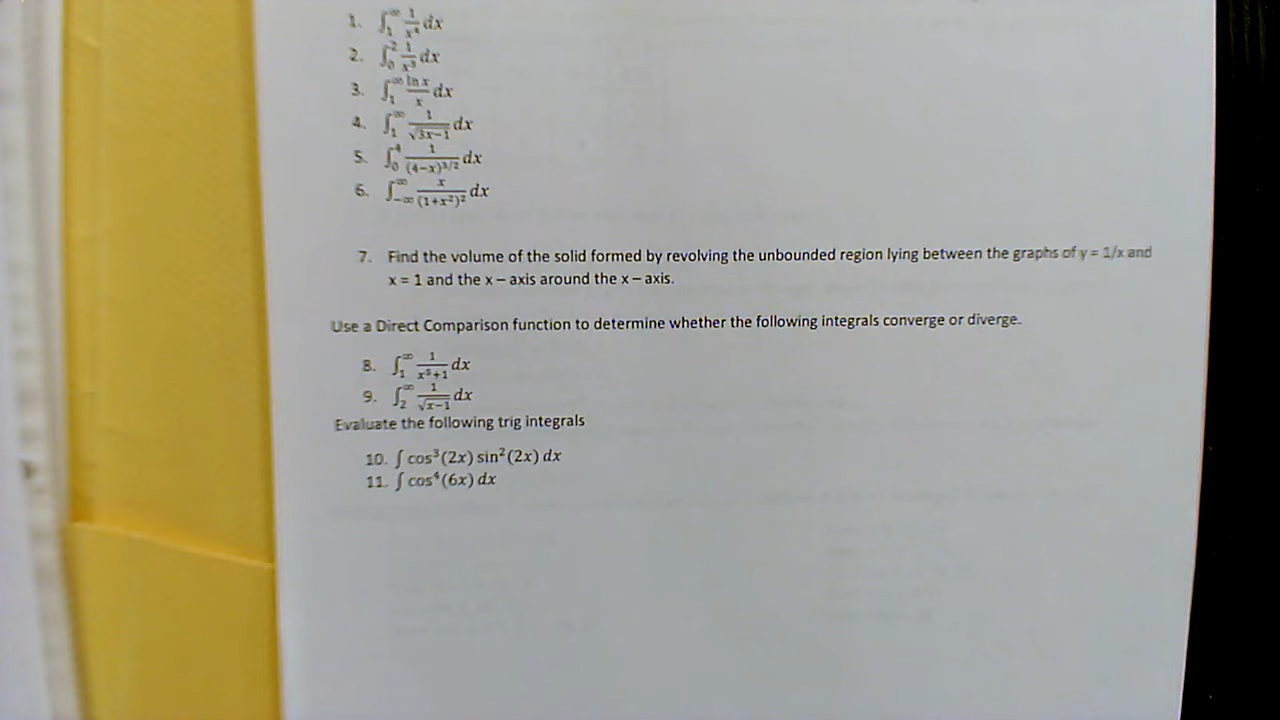 1. ∫₁^∞ 1/x⁴ dx
2. ∫₀² 1/x³ dx
3. ∫₁^∞ ln x/x dx
4. ∫₁^∞ 1/√(3x−1) dx
5. ∫₀⁴ 1/(4−x)^(3/2) dx
6. ∫₋∞^∞ x/(1+x²)² dx
7. Find the volume of the solid formed by revolving the unbounded region lying between the graphs of y = 1/x and
x = 1 and the x – axis around the x – axis.
Use a Direct Comparison function to determine whether the following integrals converge or diverge.
8. ∫₁^∞ 1/(x⁵+1) dx
9. ∫₂^∞ 1/√(x−1) dx
Evaluate the following trig integrals
10. ∫ cos³(2x) sin²(2x) dx
11. ∫ cos⁴(6x) dx